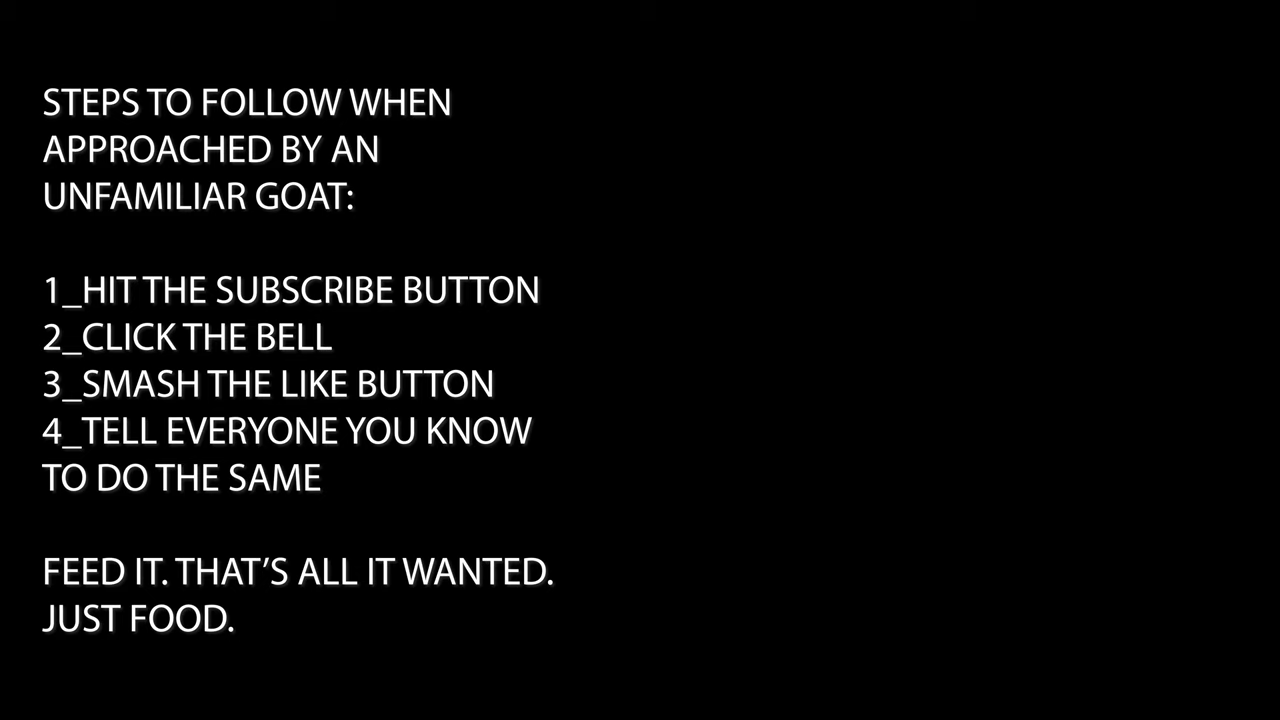 STEPS TO FOLLOW WHEN
APPROACHED BY AN
UNFAMILIAR GOAT:
1_HIT THE SUBSCRIBE BUTTON
2_CLICK THE BELL
3_SMASH THE LIKE BUTTON
4_TELL EVERYONE YOU KNOW
TO DO THE SAME
FEED IT. THAT’S ALL IT WANTED.
JUST FOOD.